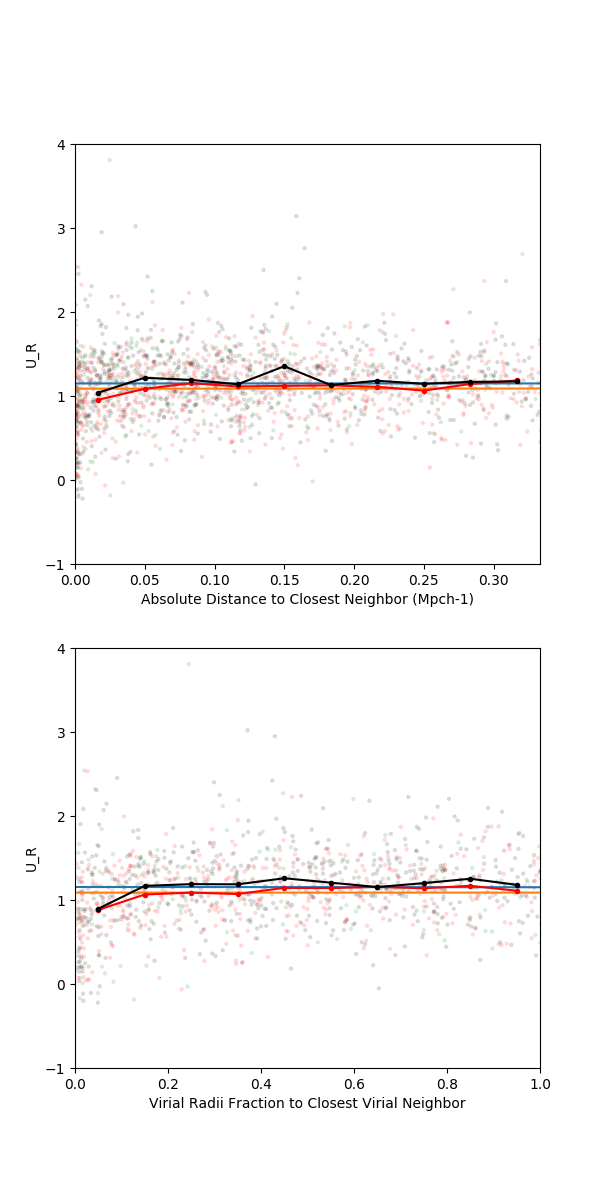 4
3
2
1
0
−1
U_R
0.00 0.05 0.10 0.15 0.20 0.25 0.30
Absolute Distance to Closest Neighbor (Mpch-1)
4
3
2
1
0
−1
U_R
0.0 0.2 0.4 0.6 0.8 1.0
Virial Radii Fraction to Closest Virial Neighbor